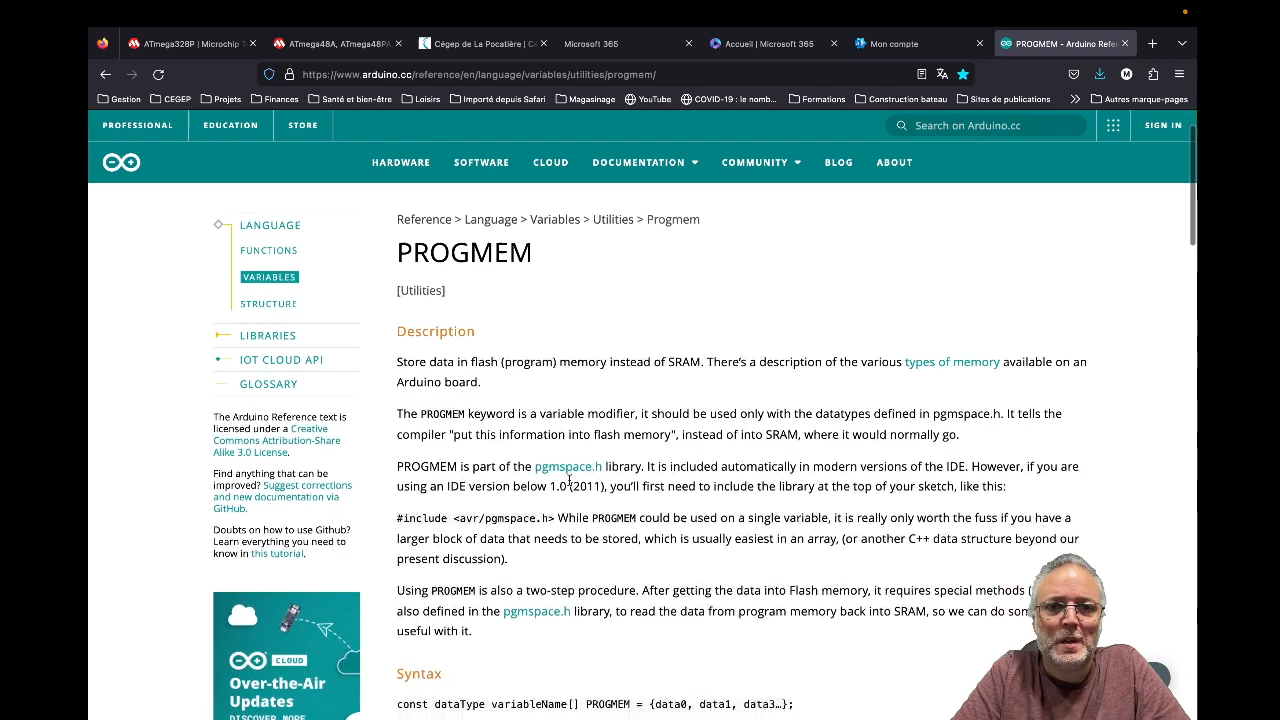 ATmega328P | Microchip T
ATmega48A, ATmega48PA
Cégep de La Pocatière | C
Microsoft 365
Accueil | Microsoft 365
Mon compte
PROGMEM - Arduino Refer
https://www.arduino.cc/reference/en/language/variables/utilities/progmem/
Gestion
CEGEP
Projets
Finances
Santé et bien-être
Loisirs
Importé depuis Safari
Magasinage
YouTube
COVID-19 : le nomb…
Formations
Construction bateau
Sites de publications
Autres marque-pages
PROFESSIONAL
EDUCATION
STORE
Search on Arduino.cc
SIGN IN
HARDWARE
SOFTWARE
CLOUD
DOCUMENTATION
COMMUNITY
BLOG
ABOUT
LANGUAGE
FUNCTIONS
VARIABLES
STRUCTURE
LIBRARIES
IOT CLOUD API
GLOSSARY
The Arduino Reference text is
licensed under a Creative
Commons Attribution-Share
Alike 3.0 License.
Find anything that can be
improved? Suggest corrections
and new documentation via
GitHub.
Doubts on how to use Github?
Learn everything you need to
know in this tutorial.
CLOUD
Over-the-Air
Updates
DISCOVER MORE
Reference > Language > Variables > Utilities > Progmem
PROGMEM
[Utilities]
Description
Store data in flash (program) memory instead of SRAM. There's a description of the various types of memory available on an
Arduino board.
The PROGMEM keyword is a variable modifier, it should be used only with the datatypes defined in pgmspace.h. It tells the
compiler "put this information into flash memory", instead of into SRAM, where it would normally go.
PROGMEM is part of the pgmspace.h library. It is included automatically in modern versions of the IDE. However, if you are
using an IDE version below 1.0 (2011), you'll first need to include the library at the top of your sketch, like this:
#include <avr/pgmspace.h> While PROGMEM could be used on a single variable, it is really only worth the fuss if you have a
larger block of data that needs to be stored, which is usually easiest in an array, (or another C++ data structure beyond our
present discussion).
Using PROGMEM is also a two-step procedure. After getting the data into Flash memory, it requires special methods (
also defined in the pgmspace.h library, to read the data from program memory back into SRAM, so we can do som
useful with it.
Syntax
const dataType variableName[] PROGMEM = {data0, data1, data3…};